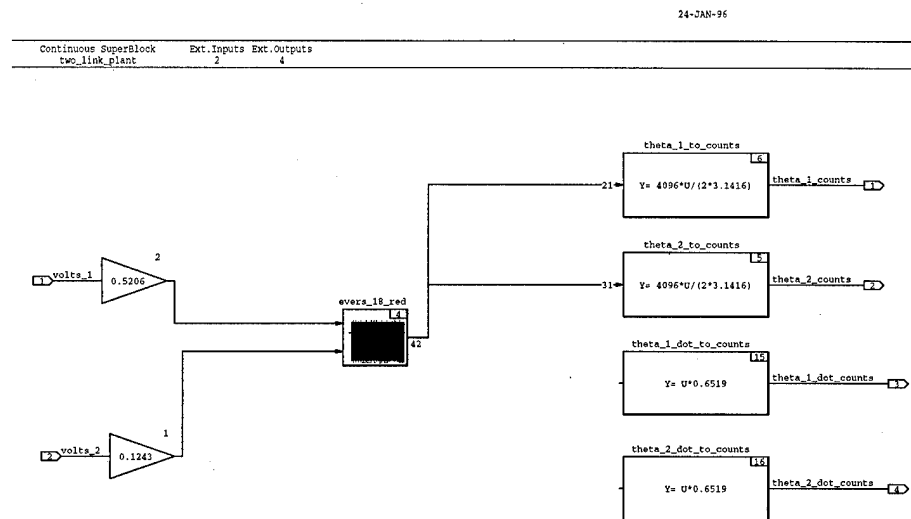 24-JAN-96
Continuous SuperBlock Ext.Inputs Ext.Outputs
two_link_plant 2 4
theta_1_to_counts
6
21 Y= 4096*U/(2*3.1416) theta_1_counts 1
theta_2_to_counts
5
31 Y= 4096*U/(2*3.1416) theta_2_counts 2
2
1 volts_1 0.5206
evers_18_red
4
42
theta_1_dot_to_counts
15
Y= U*0.6519 theta_1_dot_counts 3
1
2 volts_2 0.1243
theta_2_dot_to_counts
16
Y= U*0.6519 theta_2_dot_counts 4